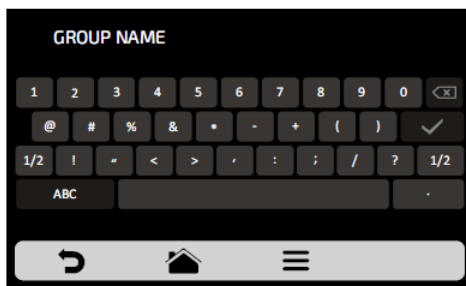 GROUP NAME
1 2 3 4 5 6 7 8 9 0
@ # % & * - + ( )
1/2 ! " < > ' : ; / ? 1/2
ABC .